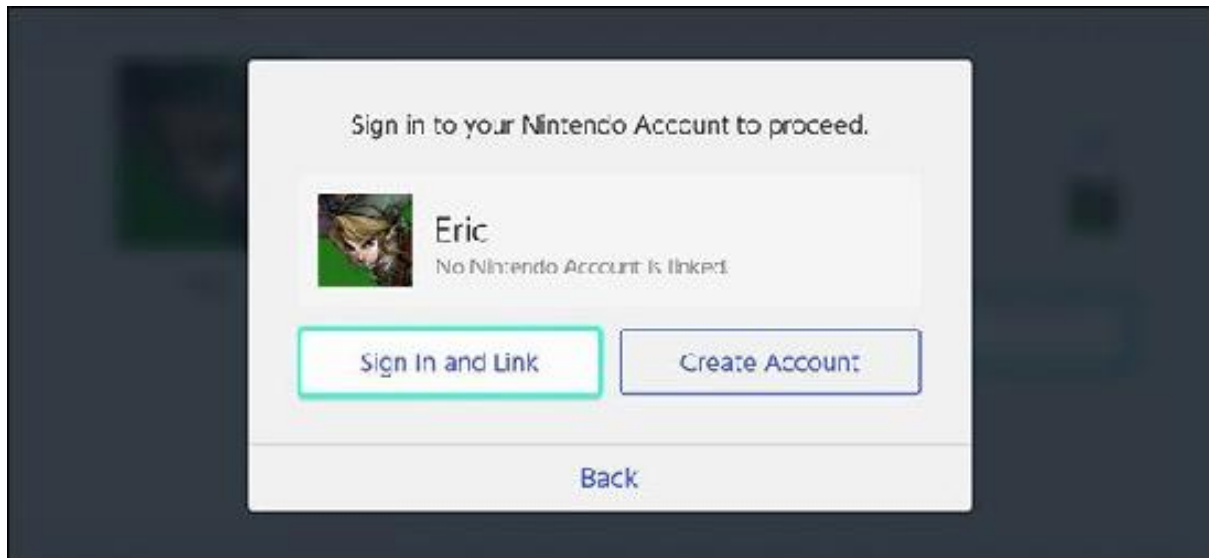 Sign in to your Nintendo Account to proceed.
Eric
No Nintendo Account is linked.
Sign In and Link
Create Account
Back